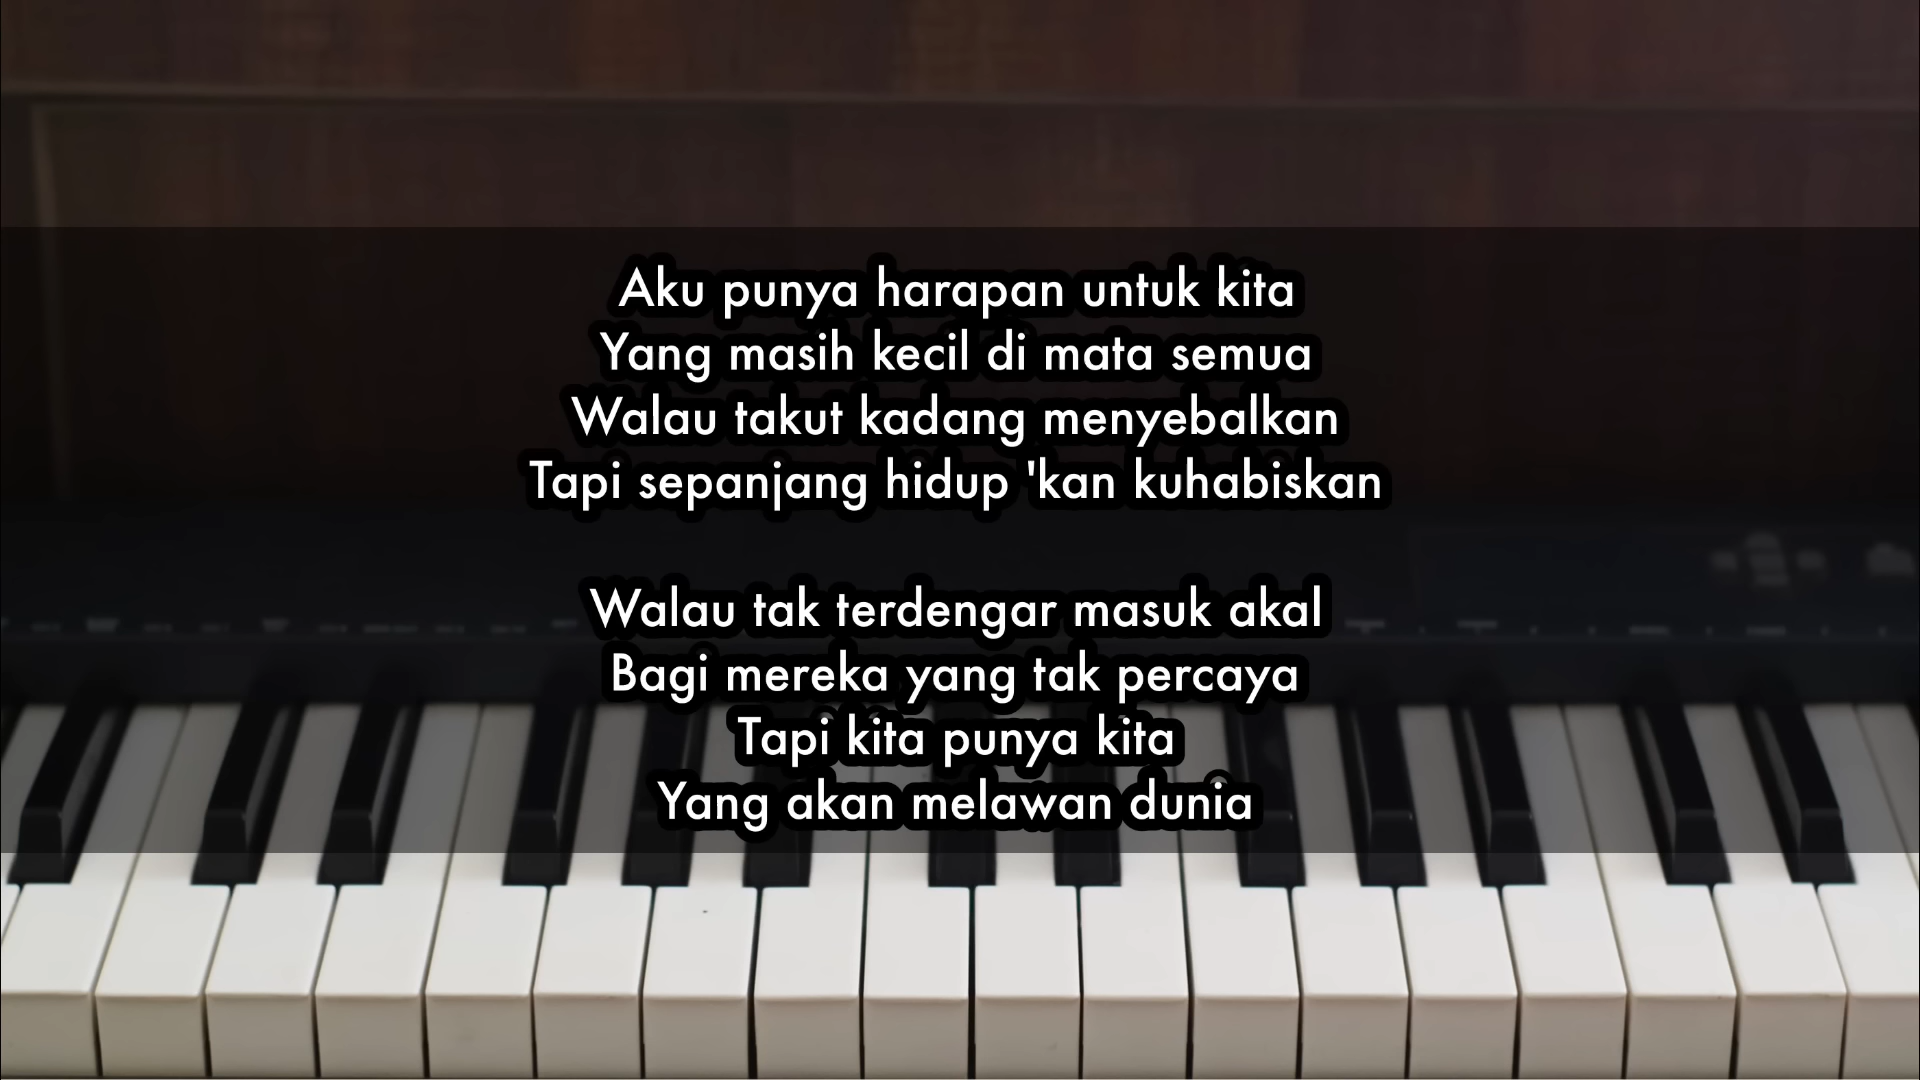 Aku punya harapan untuk kita
Yang masih kecil di mata semua
Walau takut kadang menyebalkan
Tapi sepanjang hidup 'kan kuhabiskan
Walau tak terdengar masuk akal
Bagi mereka yang tak percaya
Tapi kita punya kita
Yang akan melawan dunia